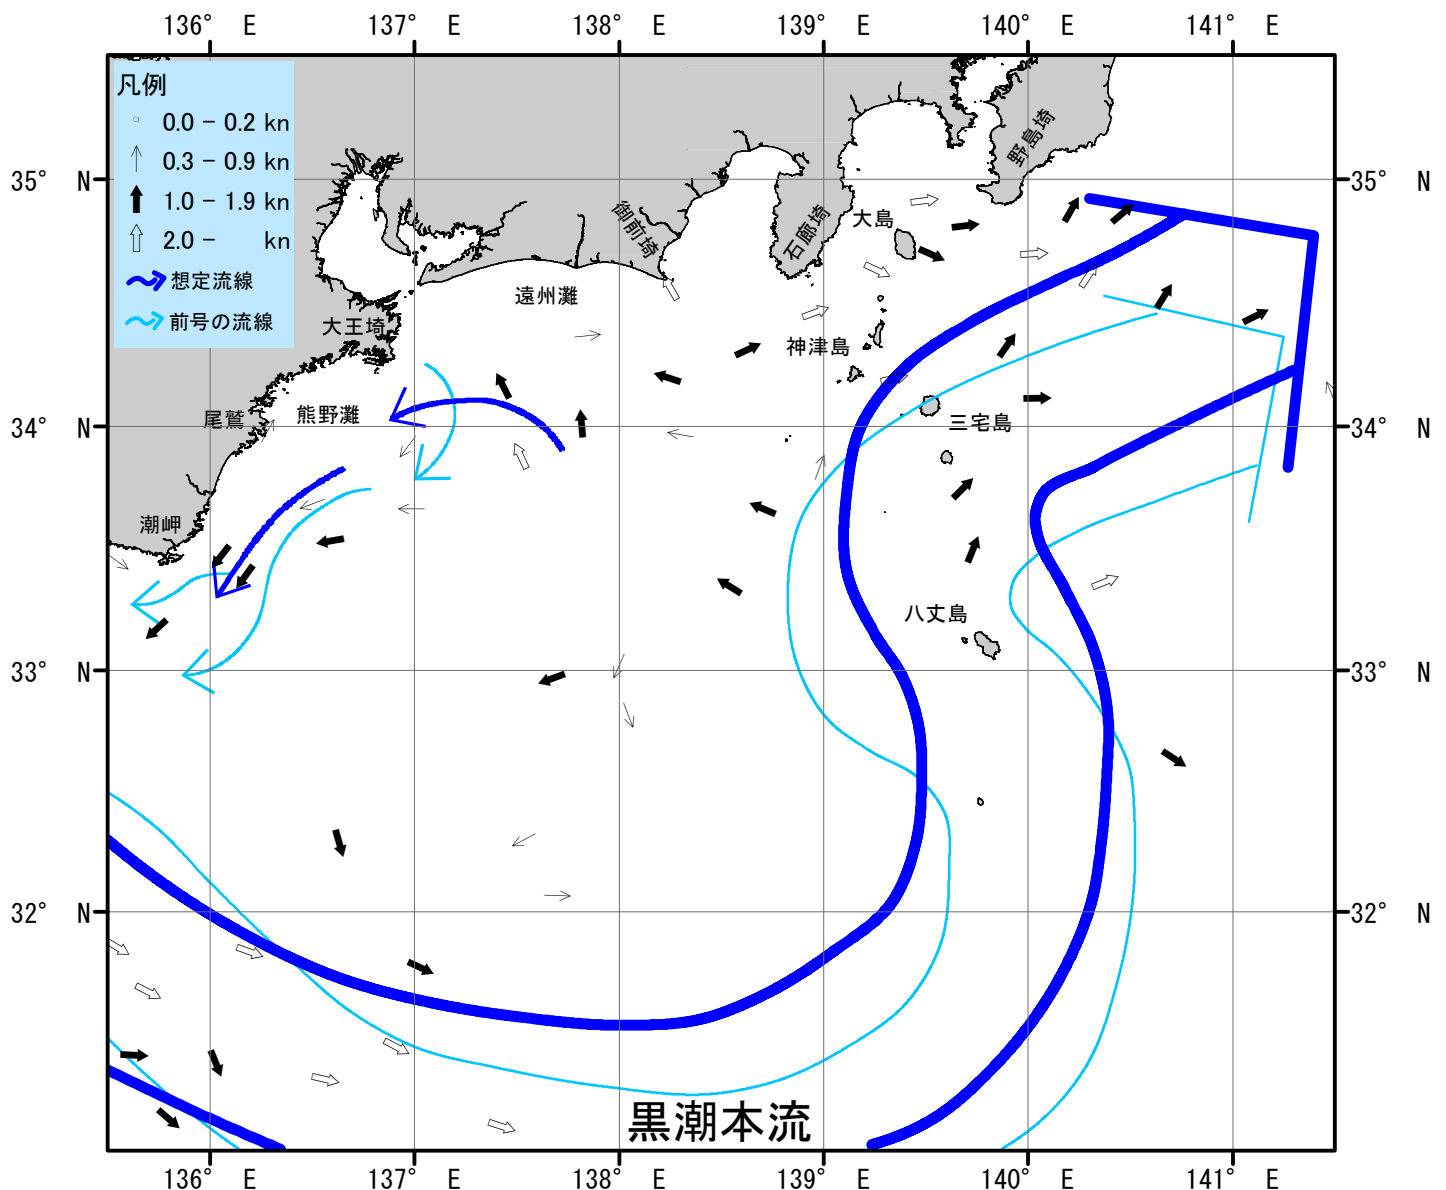 136° E 137° E 138° E 139° E 140° E 141° E
凡例
0.0 - 0.2 kn
0.3 - 0.9 kn
1.0 - 1.9 kn
2.0 - kn
想定流線
前号の流線
野島埼
35° N
35° N
御前埼
石廊埼
大島
遠州灘
大王埼
神津島
熊野灘
尾鷲
三宅島
34° N
34° N
潮岬
八丈島
33° N
33° N
32° N
32° N
黒潮本流
136° E 137° E 138° E 139° E 140° E 141° E